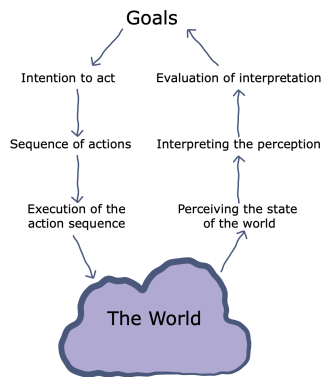 Goals
Intention to act
Evaluation of interpretation
Sequence of actions
Interpreting the perception
Execution of the
action sequence
Perceiving the state
of the world
The World